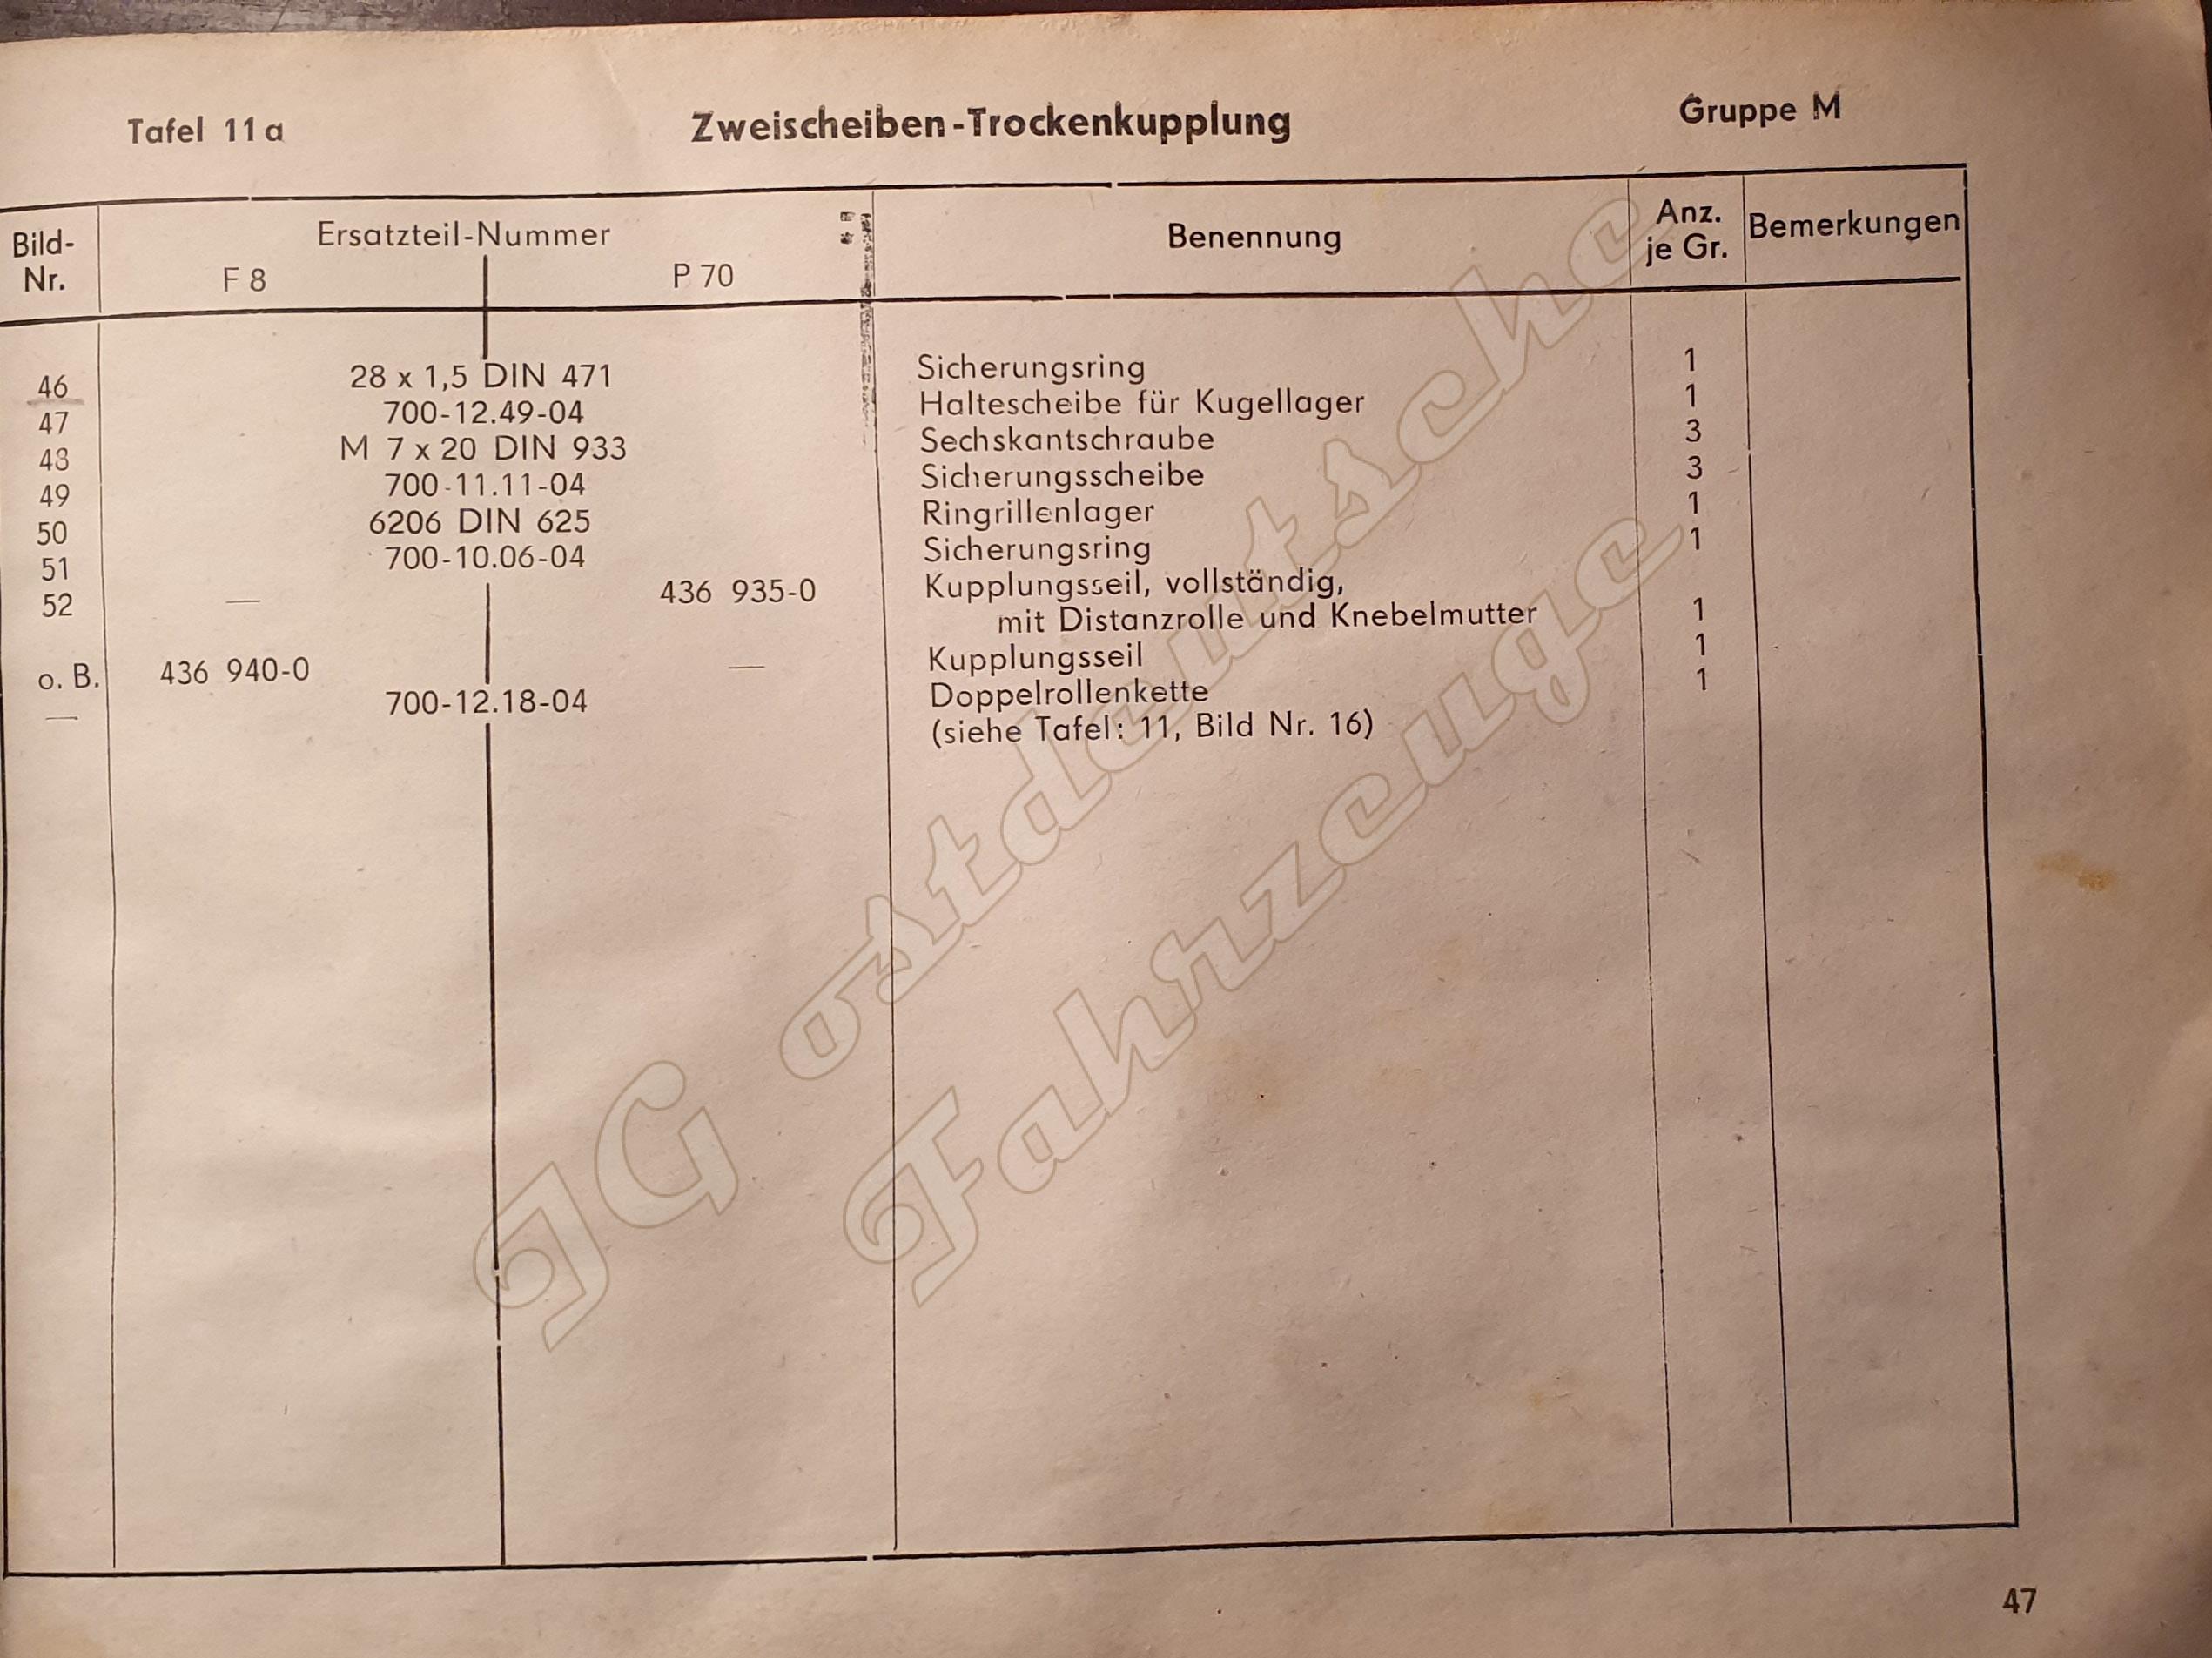 Tafel 11a Zweischeiben-Trockenkupplung Gruppe M
Bild-Nr. Ersatzteil-Nummer Benennung Anz. je Gr. Bemerkungen
F 8 P 70
46 28 x 1,5 DIN 471 Sicherungsring 1
47 700-12.49-04 Haltescheibe für Kugellager 1
48 M 7 x 20 DIN 933 Sechskantschraube 3
49 700-11.11-04 Sicherungsscheibe 3
50 6206 DIN 625 Ringrillenlager 1
51 700-10.06-04 Sicherungsring 1
52 — 436 935-0 Kupplungsseil, vollständig,
mit Distanzrolle und Knebelmutter 1
o. B. 436 940-0 — Kupplungsseil 1
— 700-12.18-04 Doppelrollenkette 1
(siehe Tafel: 11, Bild Nr. 16)
IG ostdeutsche
Fahrzeuge
47